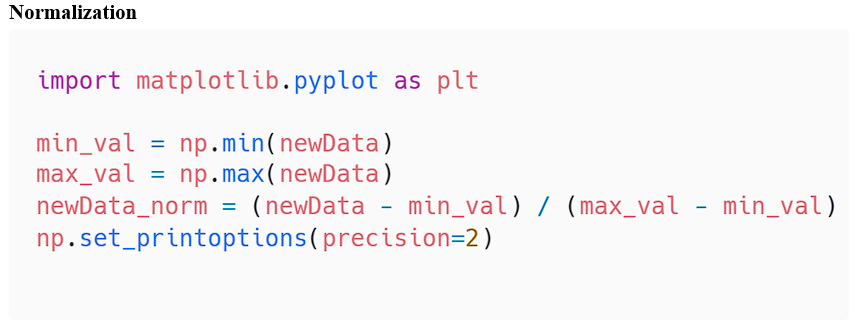 Normalization
import matplotlib.pyplot as plt
min_val = np.min(newData)
max_val = np.max(newData)
newData_norm = (newData - min_val) / (max_val - min_val)
np.set_printoptions(precision=2)